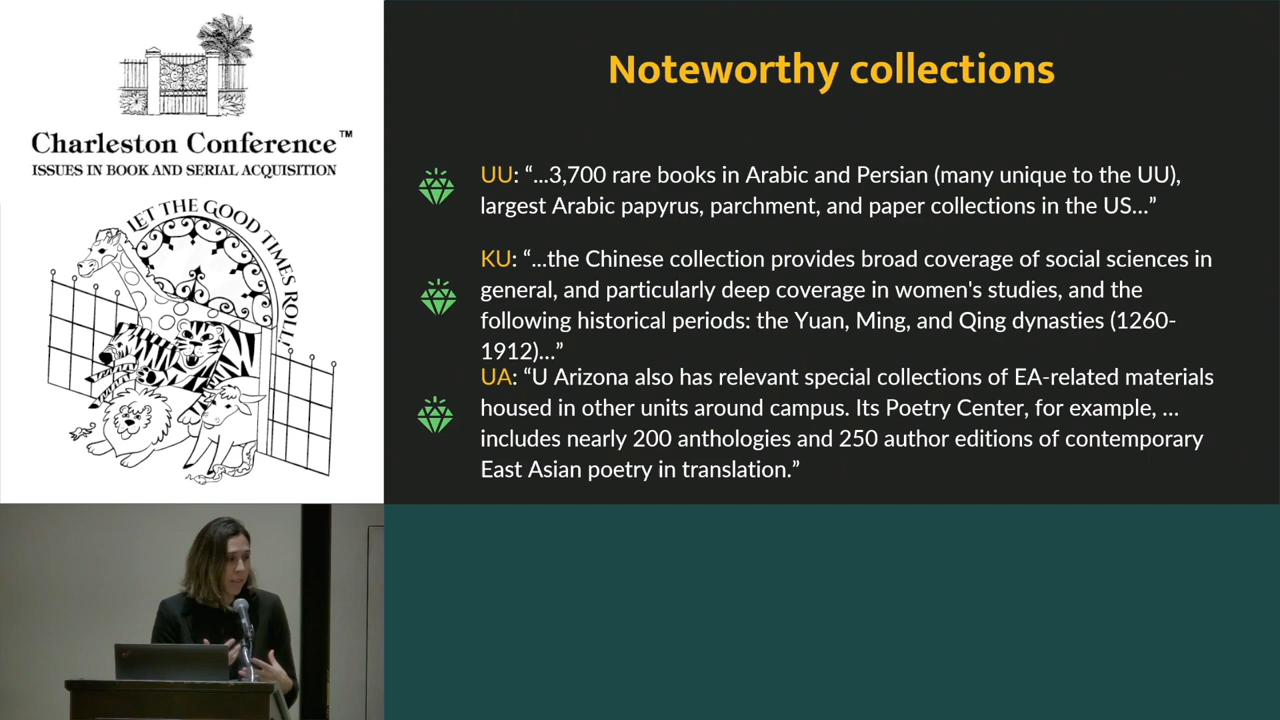 Charleston Conference™
ISSUES IN BOOK AND SERIAL ACQUISITION
LET THE GOOD TIMES ROLL!
Noteworthy collections
UU: “...3,700 rare books in Arabic and Persian (many unique to the UU),
largest Arabic papyrus, parchment, and paper collections in the US...”
KU: “...the Chinese collection provides broad coverage of social sciences in
general, and particularly deep coverage in women's studies, and the
following historical periods: the Yuan, Ming, and Qing dynasties (1260-
1912)...”
UA: “U Arizona also has relevant special collections of EA-related materials
housed in other units around campus. Its Poetry Center, for example, ...
includes nearly 200 anthologies and 250 author editions of contemporary
East Asian poetry in translation.”